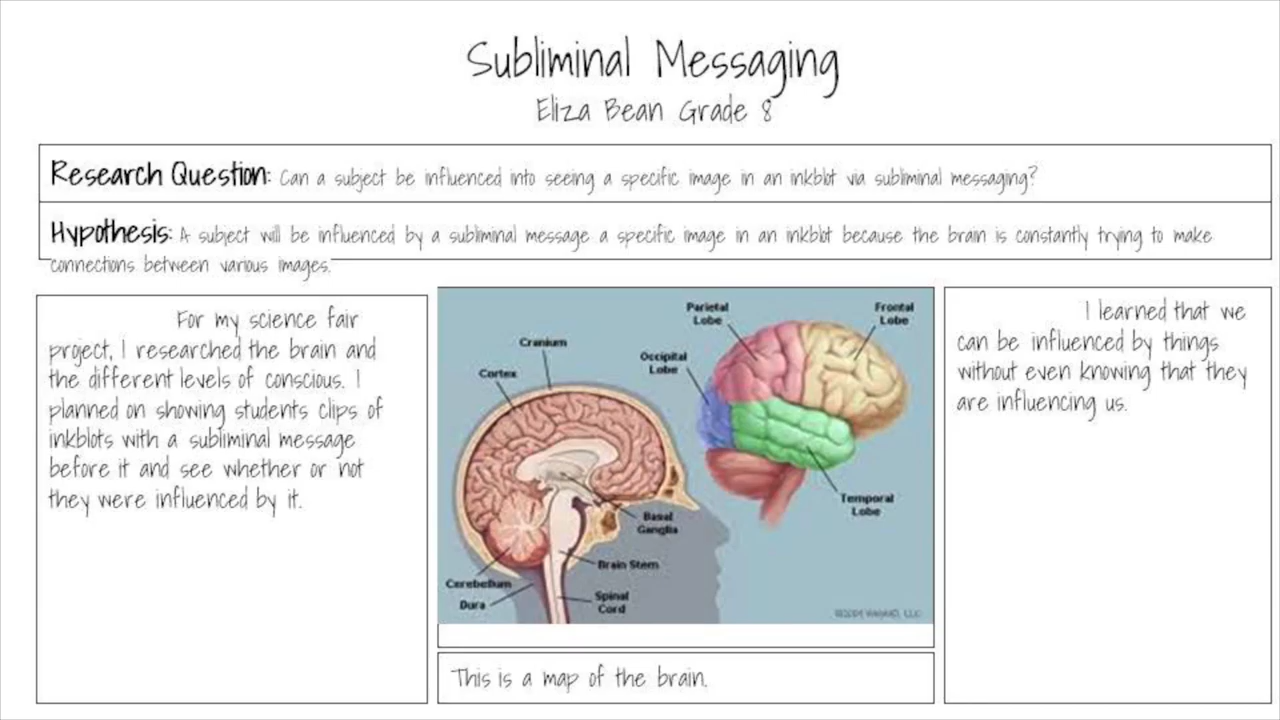 Subliminal Messaging
Eliza Bean Grade 8
Research Question: Can a subject be influenced into seeing a specific image in an inkblot via subliminal messaging?
Hypothesis: A subject will be influenced by a subliminal message a specific image in an inkblot because the brain is constantly trying to make
connections between various images.
For my science fair
project, I researched the brain and
the different levels of conscious. I
planned on showing students clips of
inkblots with a subliminal message
before it and see whether or not
they were influenced by it.
Parietal
Lobe
Frontal
Lobe
Cranium
Occipital
Lobe
Cortex
Temporal
Lobe
Basal
Ganglia
Brain Stem
Cerebellum
Spinal
Cord
Dura
This is a map of the brain.
I learned that we
can be influenced by things
without even knowing that they
are influencing us.